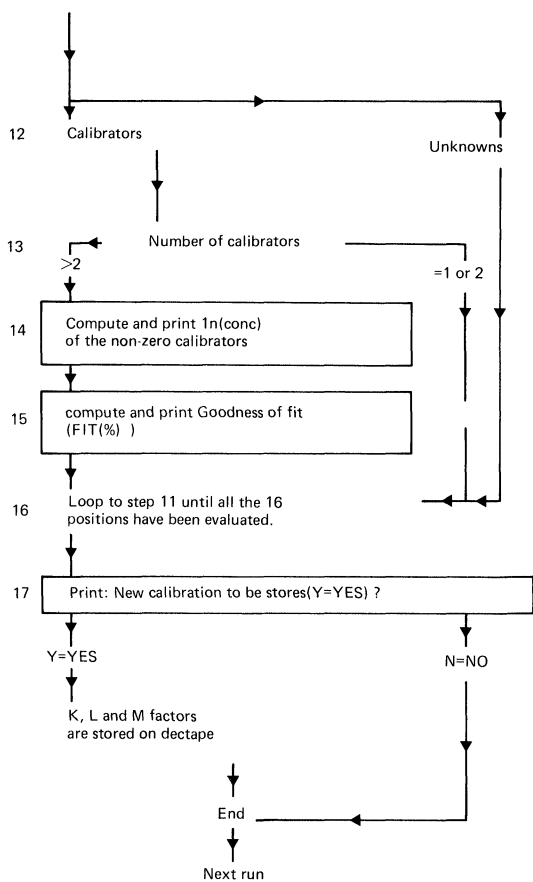 12 Calibrators
Unknowns
13 Number of calibrators
>2
=1 or 2
14 Compute and print 1n(conc)
of the non-zero calibrators
15 compute and print Goodness of fit
(FIT(%) )
16 Loop to step 11 until all the 16
positions have been evaluated.
17 Print: New calibration to be stores(Y=YES) ?
Y=YES
N=NO
K, L and M factors
are stored on dectape
End
Next run